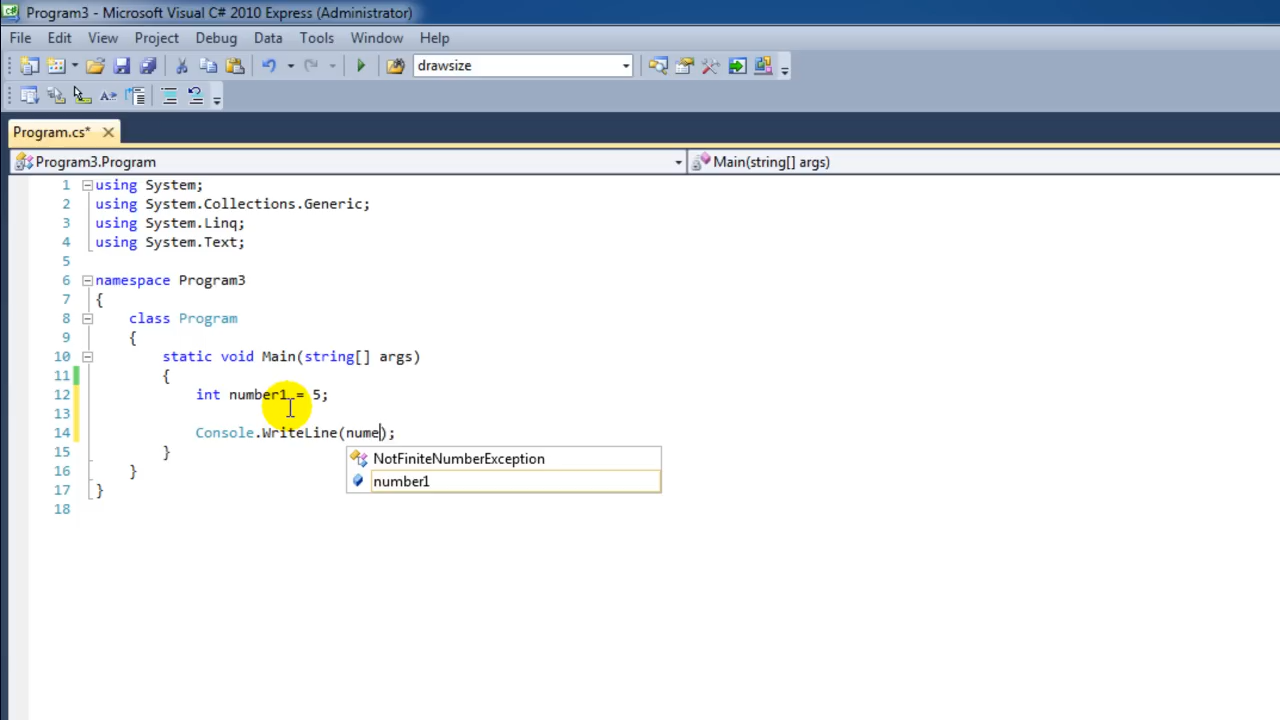 Program3 - Microsoft Visual C# 2010 Express (Administrator)
File Edit View Project Debug Data Tools Window Help
drawsize
Program.cs*
Program3.Program Main(string[] args)
1 using System;
2 using System.Collections.Generic;
3 using System.Linq;
4 using System.Text;
5
6 namespace Program3
7 {
8 class Program
9 {
10 static void Main(string[] args)
11 {
12 int number1 = 5;
13
14 Console.WriteLine(nume);
NotFiniteNumberException
number1
15 }
16 }
17 }
18